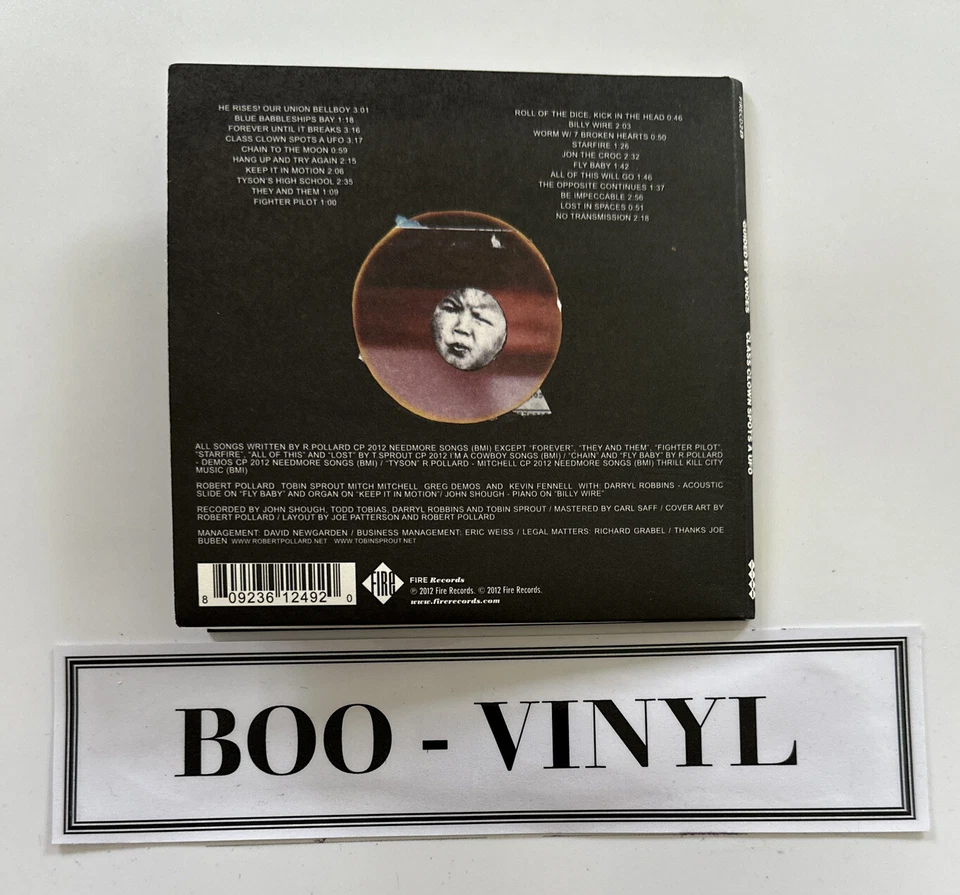 HE RISES! OUR UNION BELLBOY 3:01
BLUE BABBLESHIPS BAY 1:18
FOREVER UNTIL IT BREAKS 3:16
CLASS CLOWN SPOTS A UFO 3:17
CHAIN TO THE MOON 0:59
HANG UP AND TRY AGAIN 2:15
KEEP IT IN MOTION 2:06
TYSON'S HIGH SCHOOL 2:35
THEY AND THEM 1:09
FIGHTER PILOT 1:00
ROLL OF THE DICE, KICK IN THE HEAD 0:46
BILLY WIRE 2:03
WORM W/ 7 BROKEN HEARTS 0:50
STARFIRE 1:26
JON THE CROC 2:32
FLY BABY 1:42
ALL OF THIS WILL GO 1:46
THE OPPOSITE CONTINUES 1:37
BE IMPECCABLE 2:56
LOST IN SPACES 0:51
NO TRANSMISSION 2:18
ALL SONGS WRITTEN BY R.POLLARD CP 2012 NEEDMORE SONGS (BMI) EXCEPT "FOREVER", "THEY AND THEM", "FIGHTER PILOT",
"STARFIRE", "ALL OF THIS" AND "LOST" BY T.SPROUT CP 2012 I'M A COWBOY SONGS (BMI) / "CHAIN" AND "FLY BABY" BY R.POLLARD
- DEMOS CP 2012 NEEDMORE SONGS (BMI) / "TYSON" R.POLLARD - MITCHELL CP 2012 NEEDMORE SONGS (BMI) THRILL KILL CITY
MUSIC (BMI)
ROBERT POLLARD TOBIN SPROUT MITCH MITCHELL GREG DEMOS AND KEVIN FENNELL WITH: DARRYL ROBBINS - ACOUSTIC
SLIDE ON "FLY BABY" AND ORGAN ON "KEEP IT IN MOTION"/ JOHN SHOUGH - PIANO ON "BILLY WIRE"
RECORDED BY JOHN SHOUGH, TODD TOBIAS, DARRYL ROBBINS AND TOBIN SPROUT / MASTERED BY CARL SAFF / COVER ART BY
ROBERT POLLARD / LAYOUT BY JOE PATTERSON AND ROBERT POLLARD
MANAGEMENT: DAVID NEWGARDEN / BUSINESS MANAGEMENT: ERIC WEISS / LEGAL MATTERS: RICHARD GRABEL / THANKS JOE
BUBEN WWW.ROBERTPOLLARD.NET WWW.TOBINSPROUT.NET
8 09236 12492 0
FIRE
FIRE Records
℗ 2012 Fire Records. © 2012 Fire Records.
www.firerecords.com
GUIDED BY VOICES CLASS CLOWN SPOTS A UFO
BOO - VINYL